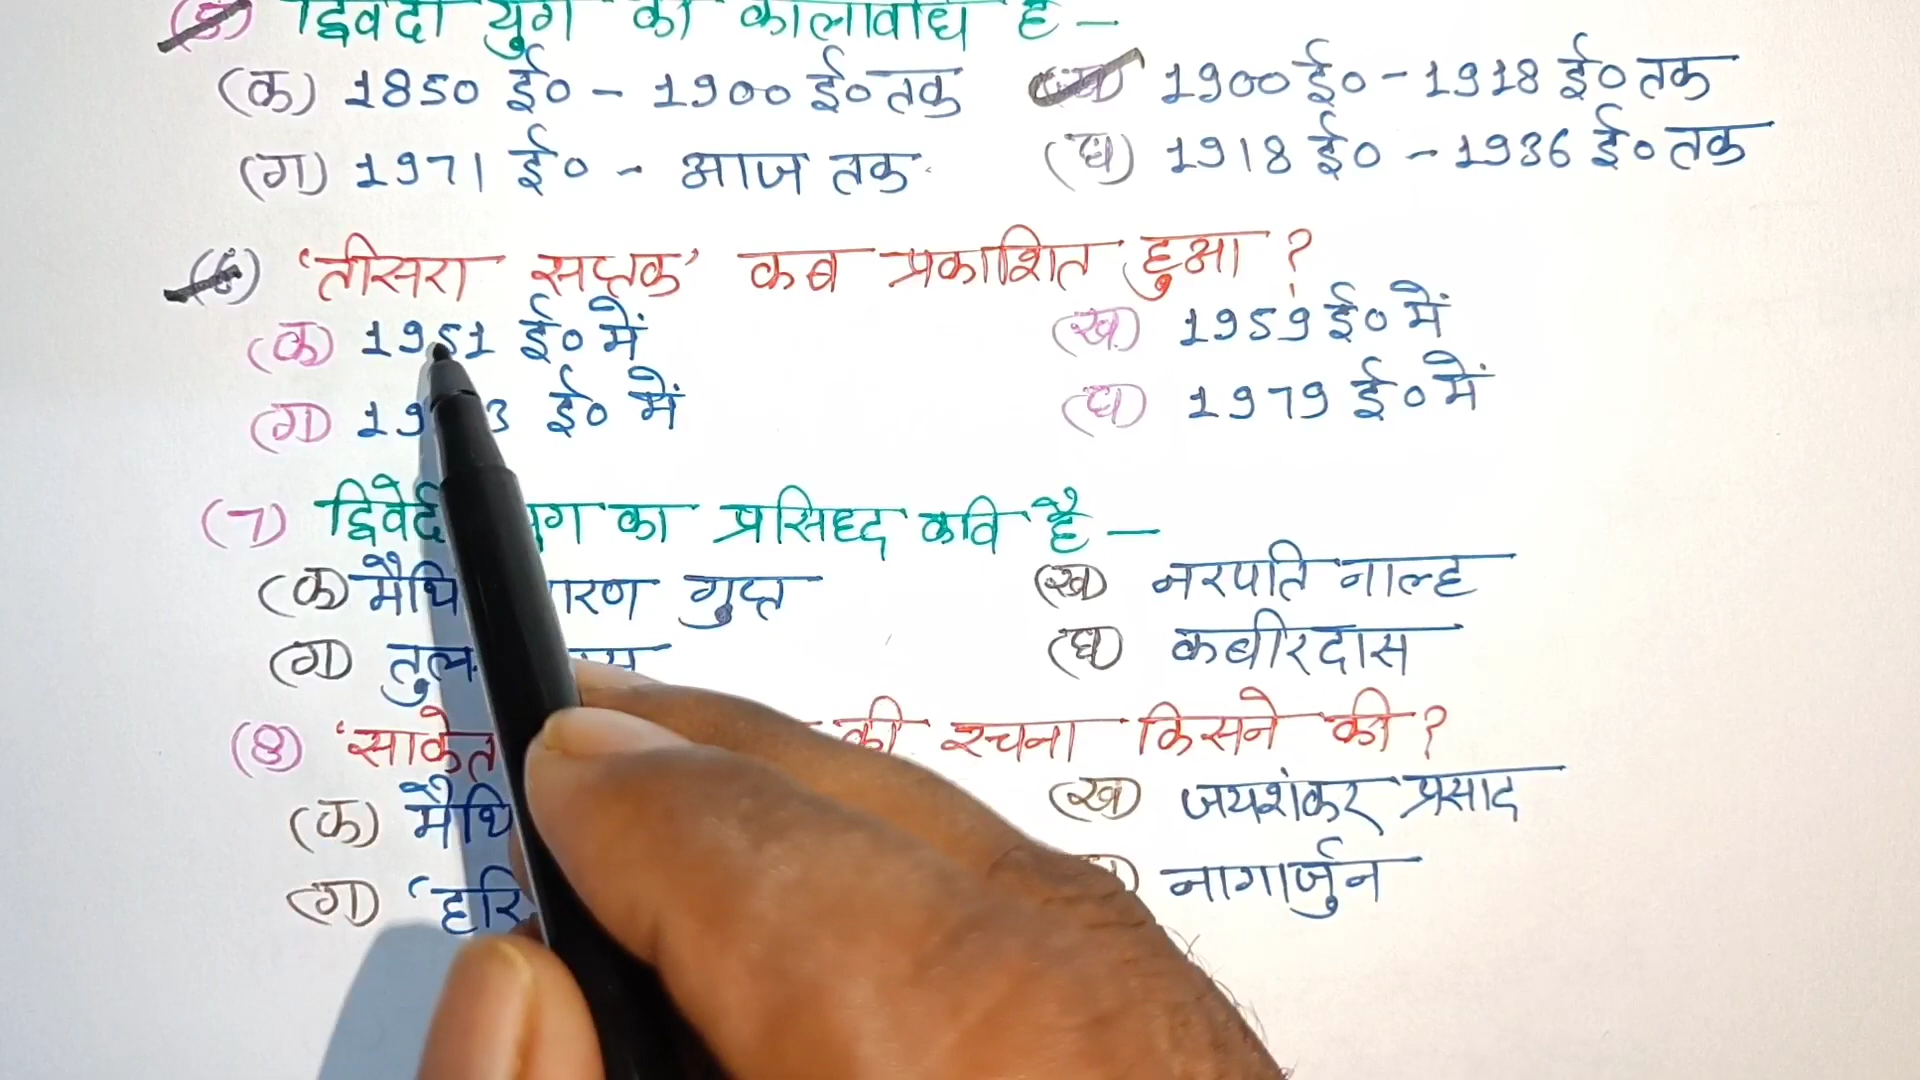 द्विवेदी युग की कालावधि है –
(क) 1850 ई० – 1900 ई० तक (ख) 1900 ई० – 1918 ई० तक
(ग) 1971 ई० - आज तक (घ) 1918 ई० – 1936 ई० तक
(6) 'तीसरा सप्तक' कब प्रकाशित हुआ ?
(क) 1951 ई० में (ख) 1959 ई० में
(ग) ई० में (घ) 1979 ई० में
(7) युग का प्रसिध्द कवि है –
(क) गुप्त (ख) नरपति नाल्ह
(ग) (घ) कबीरदास
(8) 'साकेत की रचना किसने की ?
(क) (ख) जयशंकर प्रसाद
(ग) नागार्जुन